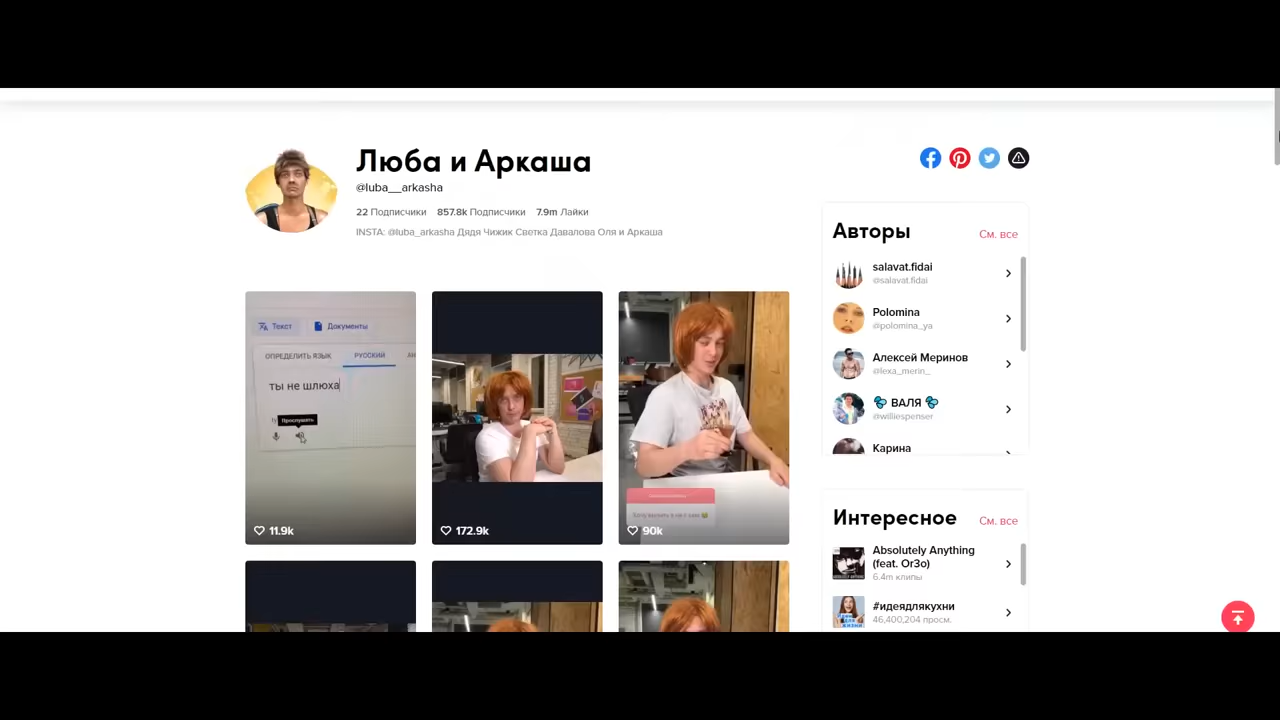 Люба и Аркаша
@luba__arkasha
22 Подписчики 857.8k Подписчики 7.9m Лайки
INSTA: @luba_arkasha Дядя Чижик Светка Давалова Оля и Аркаша
Текст Документы
ОПРЕДЕЛИТЬ ЯЗЫК РУССКИЙ АН
ты не шлюха
Прослушать
11.9k
172.9k
90k
Авторы
См. все
salavat.fidai
@salavat.fidai
Polomina
@polomina_ya
Алексей Меринов
@lexa_merin_
ВАЛЯ
@williespenser
Карина
Интересное
См. все
Absolutely Anything
(feat. Or3o)
6.4m клипы
#идеядлякухни
46,400,204 просм.